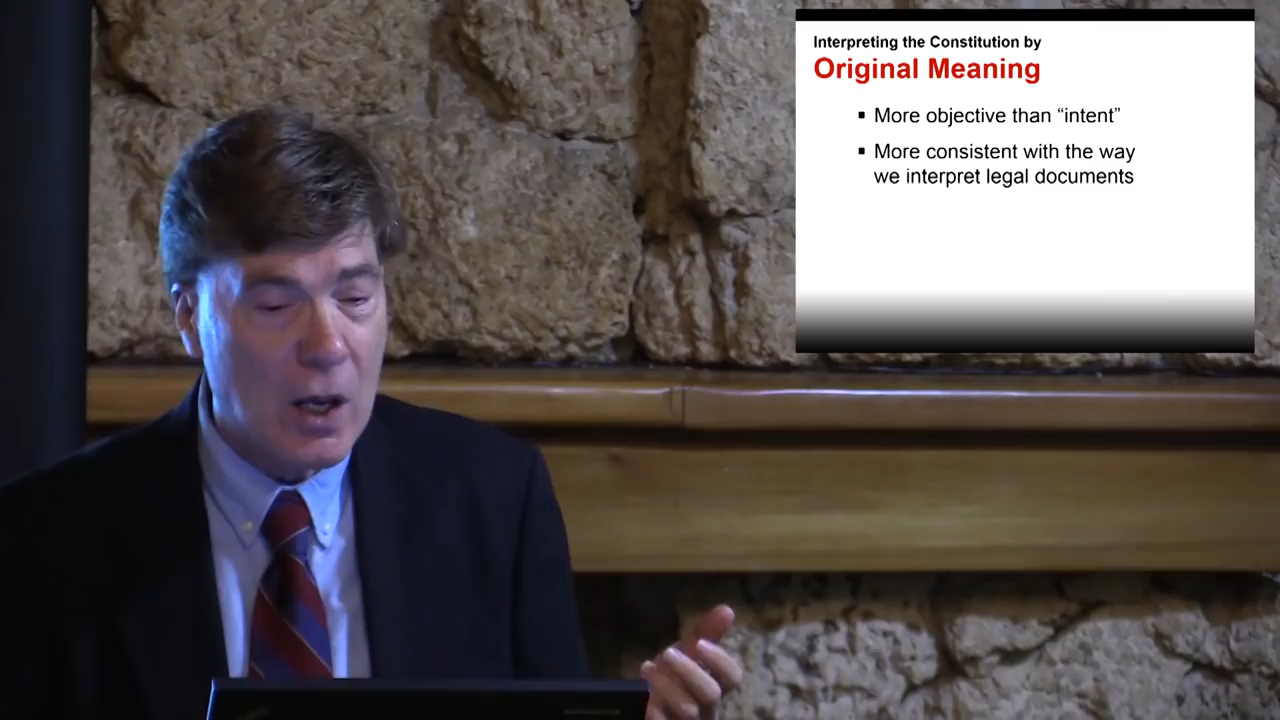 Interpreting the Constitution by
Original Meaning
▪ More objective than “intent”
▪ More consistent with the way
we interpret legal documents